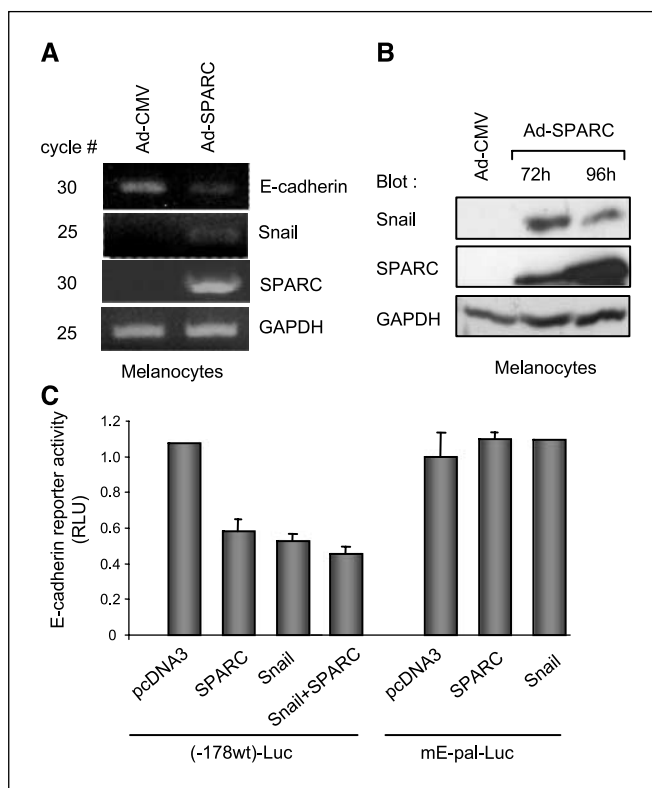 A
cycle #
Ad-CMV
Ad-SPARC
30
E-cadherin
25
Snail
30
SPARC
25
GAPDH
Melanocytes
B
Ad-CMV
Ad-SPARC
Blot :
72h
96h
Snail
SPARC
GAPDH
Melanocytes
C
E-cadherin reporter activity
(RLU)
1.2
1.0
0.8
0.6
0.4
0.2
0
pcDNA3
SPARC
Snail
Snail+SPARC
pcDNA3
SPARC
Snail
(-178wt)-Luc
mE-pal-Luc